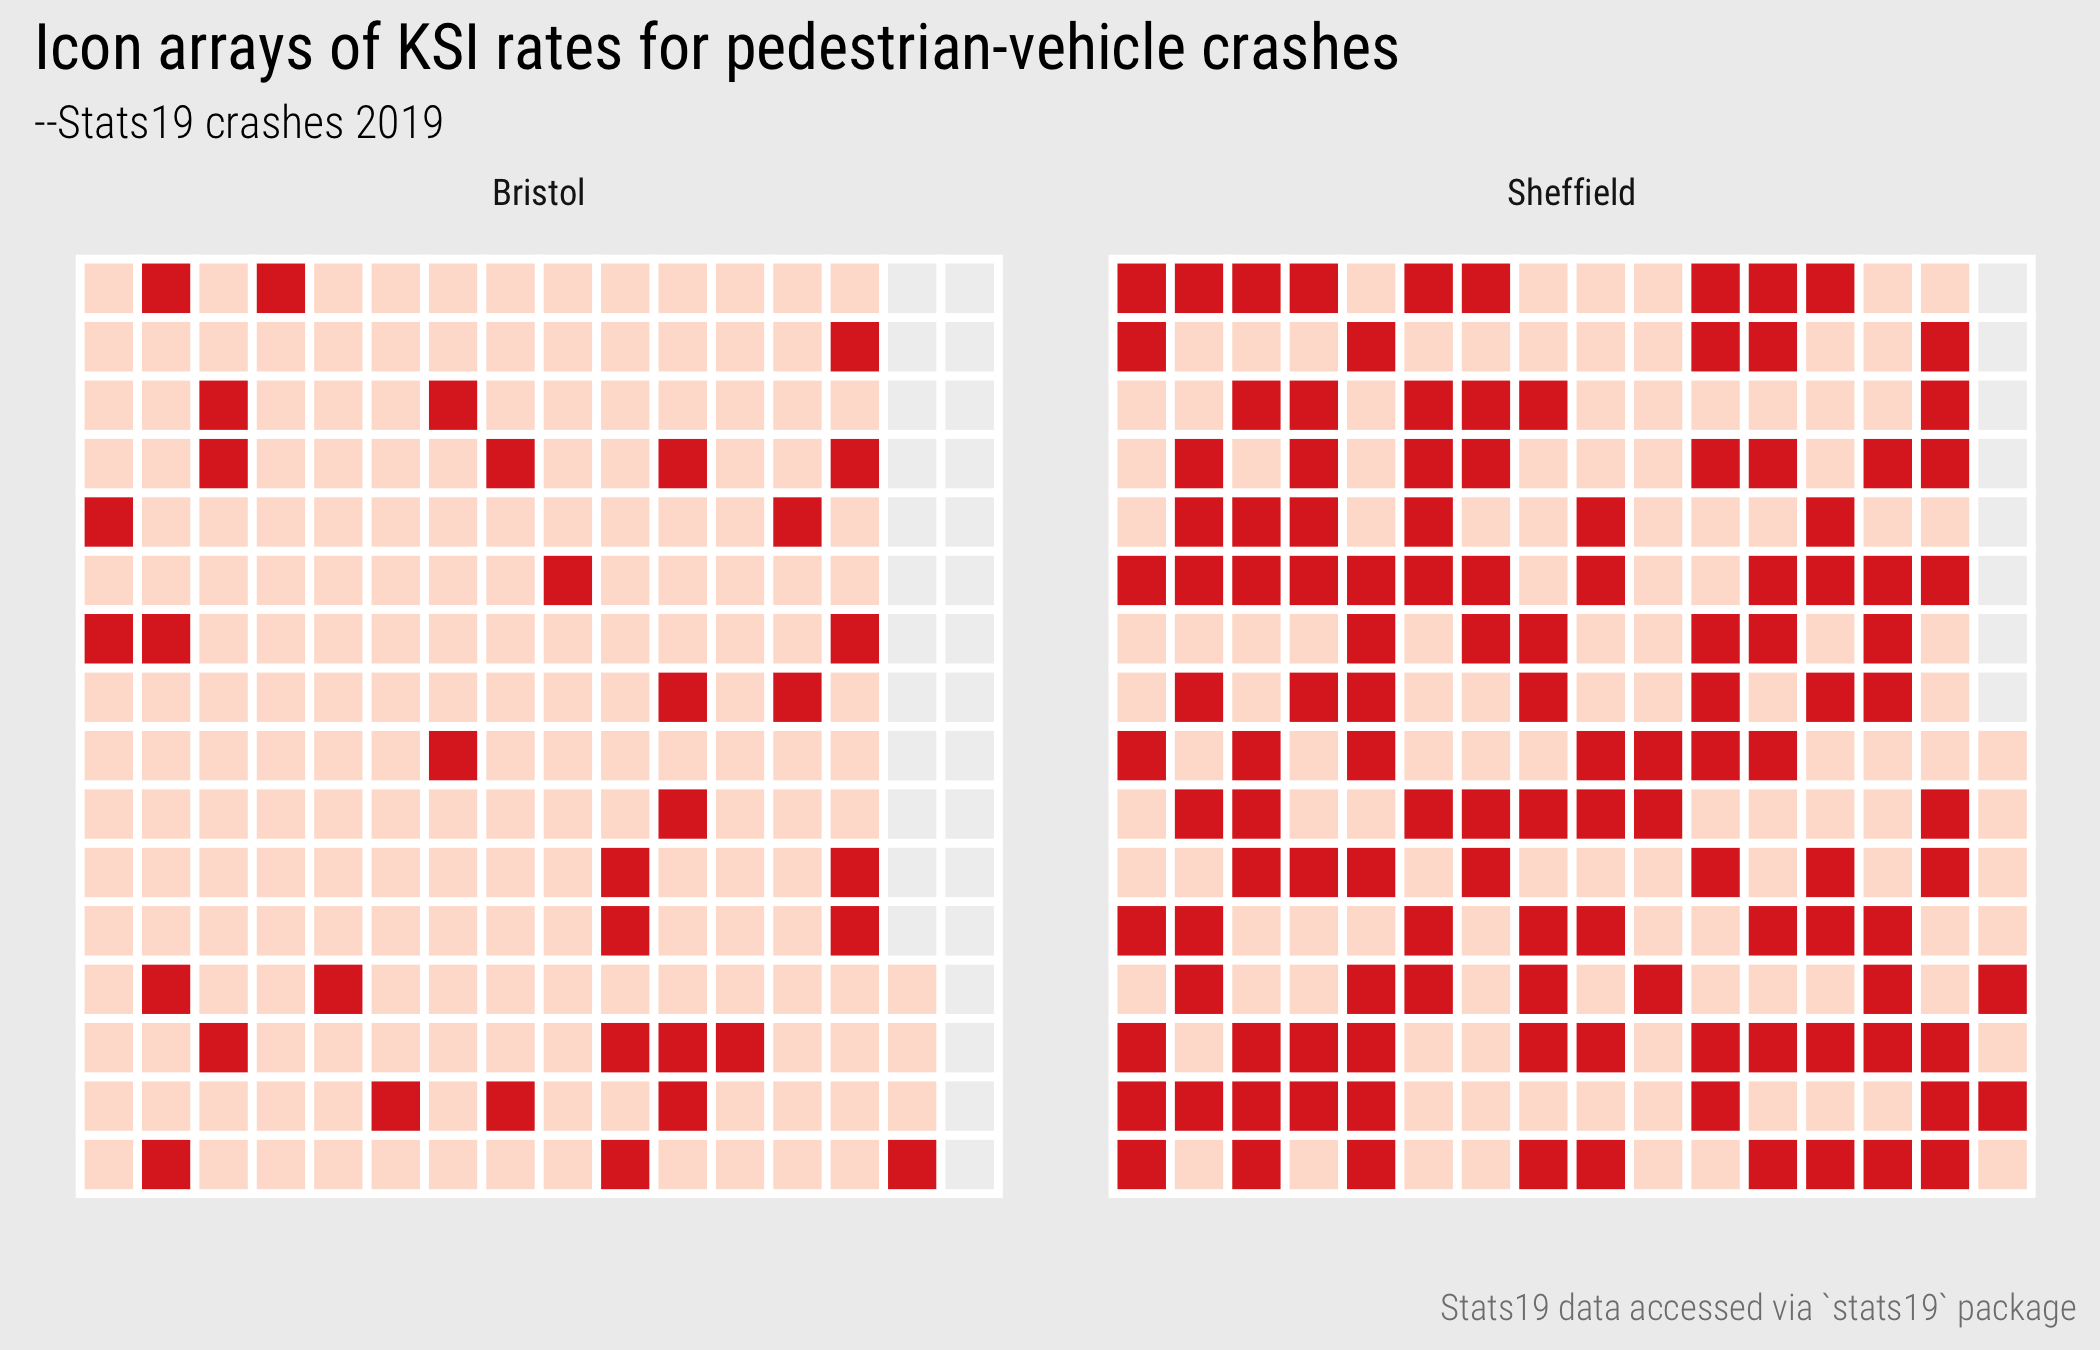 Icon arrays of KSI rates for pedestrian-vehicle crashes
--Stats19 crashes 2019
Bristol
Sheffield
Stats19 data accessed via `stats19` package